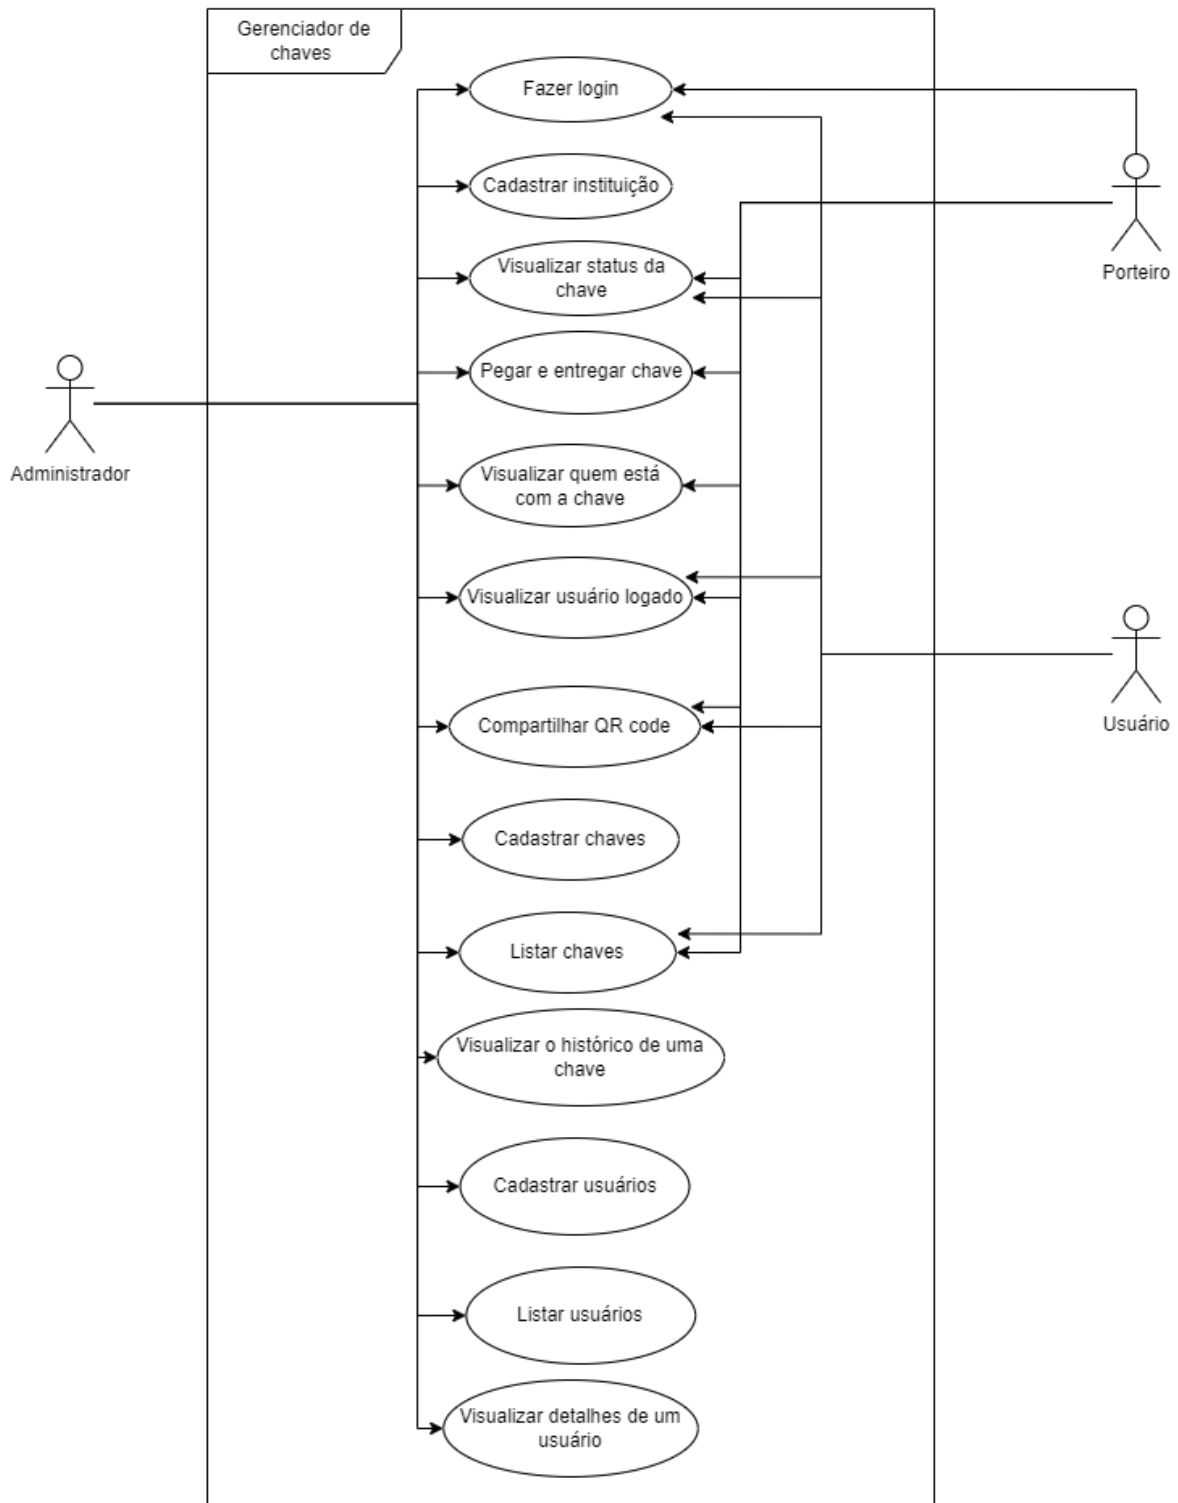 Gerenciador de
chaves
Fazer login
Cadastrar instituição
Porteiro
Visualizar status da
chave
Pegar e entregar chave
Administrador
Visualizar quem está
com a chave
Visualizar usuário logado
Usuário
Compartilhar QR code
Cadastrar chaves
Listar chaves
Visualizar o histórico de uma
chave
Cadastrar usuários
Listar usuários
Visualizar detalhes de um
usuário